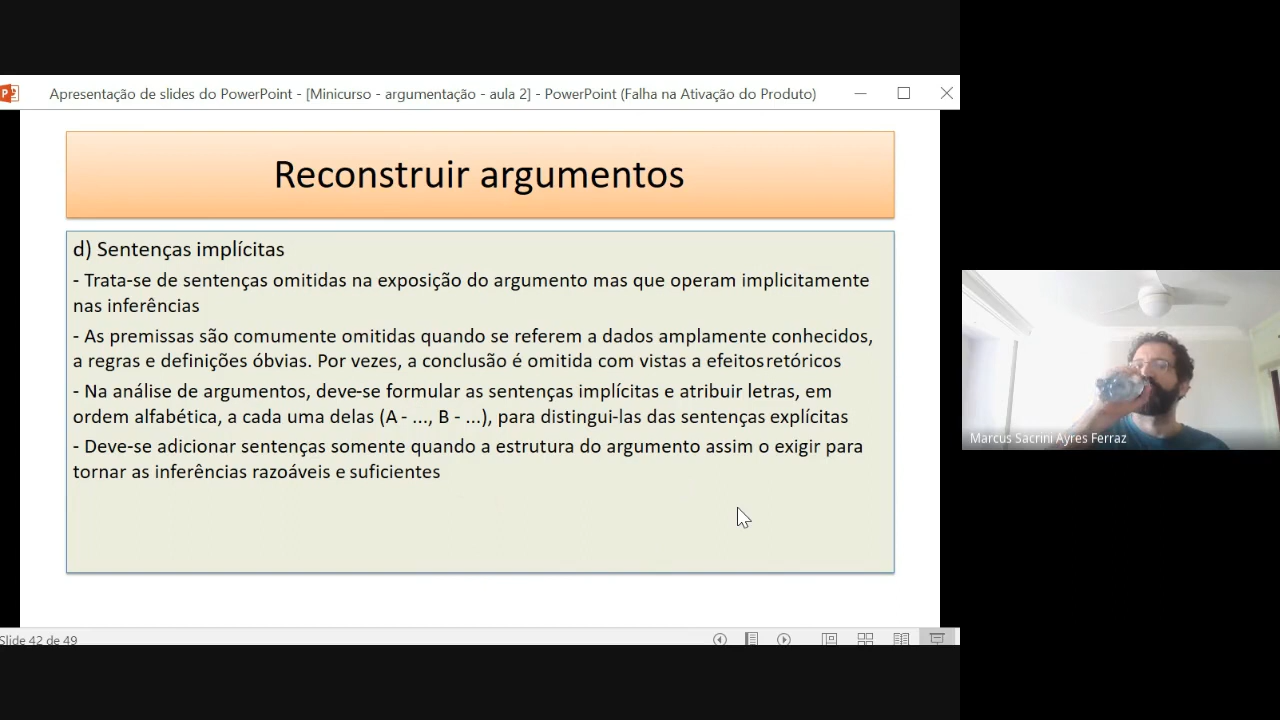 Apresentação de slides do PowerPoint - [Minicurso - argumentação - aula 2] - PowerPoint (Falha na Ativação do Produto)
Reconstruir argumentos
d) Sentenças implícitas
- Trata-se de sentenças omitidas na exposição do argumento mas que operam implicitamente
nas inferências
- As premissas são comumente omitidas quando se referem a dados amplamente conhecidos,
a regras e definições óbvias. Por vezes, a conclusão é omitida com vistas a efeitos retóricos
- Na análise de argumentos, deve-se formular as sentenças implícitas e atribuir letras, em
ordem alfabética, a cada uma delas (A - ..., B - ...), para distingui-las das sentenças explícitas
- Deve-se adicionar sentenças somente quando a estrutura do argumento assim o exigir para
tornar as inferências razoáveis e suficientes
Marcus Sacrini Ayres Ferraz
Slide 42 de 49